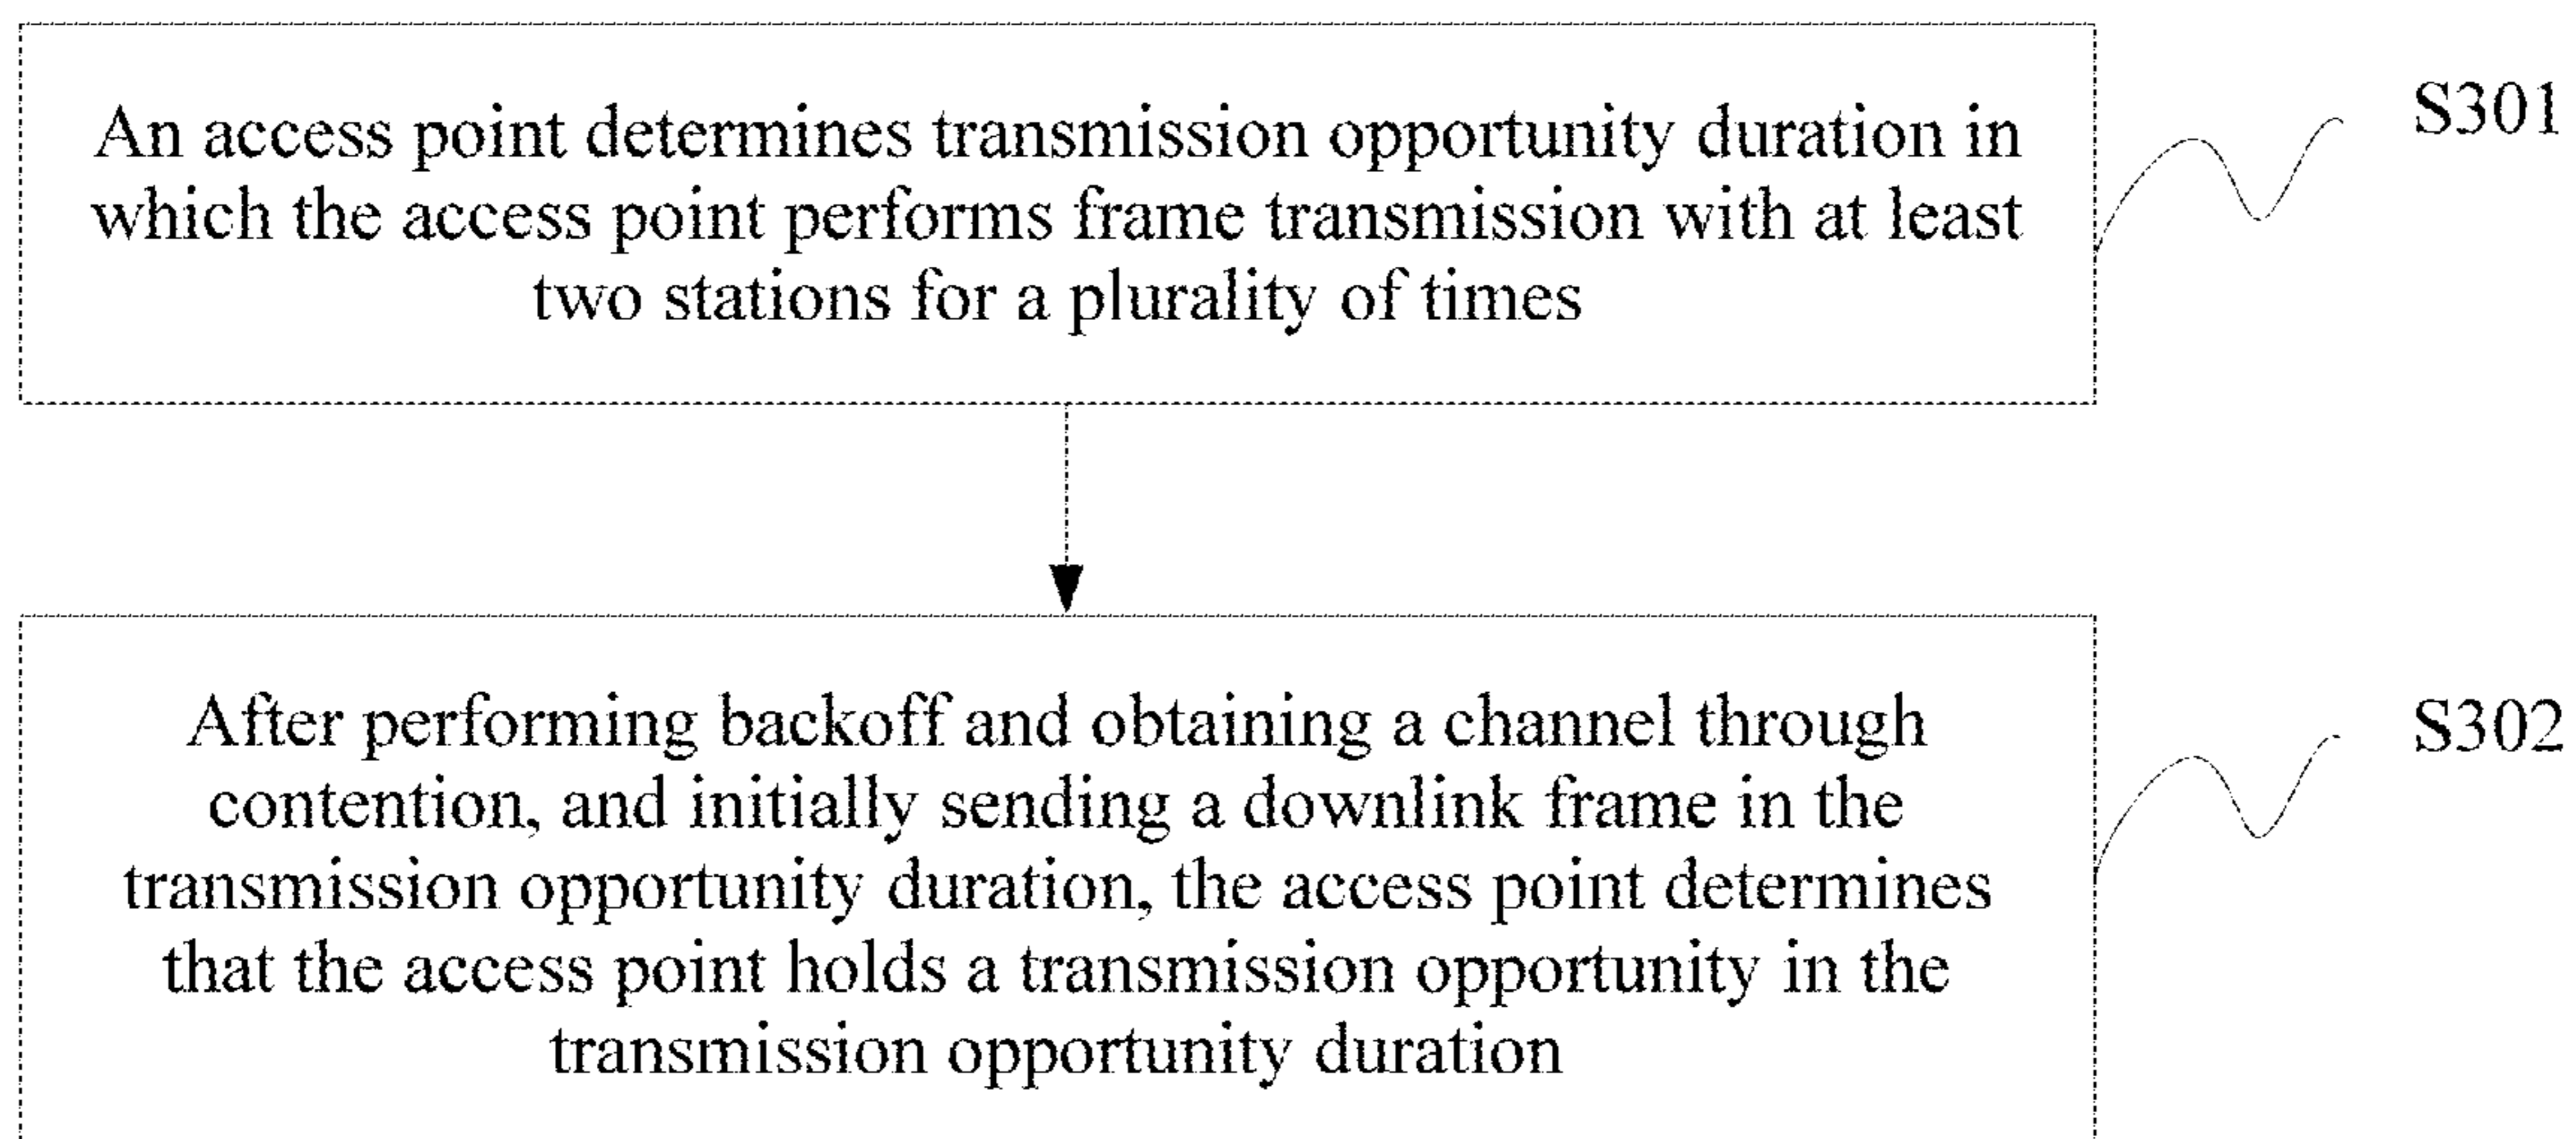 An access point determines transmission opportunity duration in
which the access point performs frame transmission with at least
two stations for a plurality of times
S301
After performing backoff and obtaining a channel through
contention, and initially sending a downlink frame in the
transmission opportunity duration, the access point determines
that the access point holds a transmission opportunity in the
transmission opportunity duration
S302